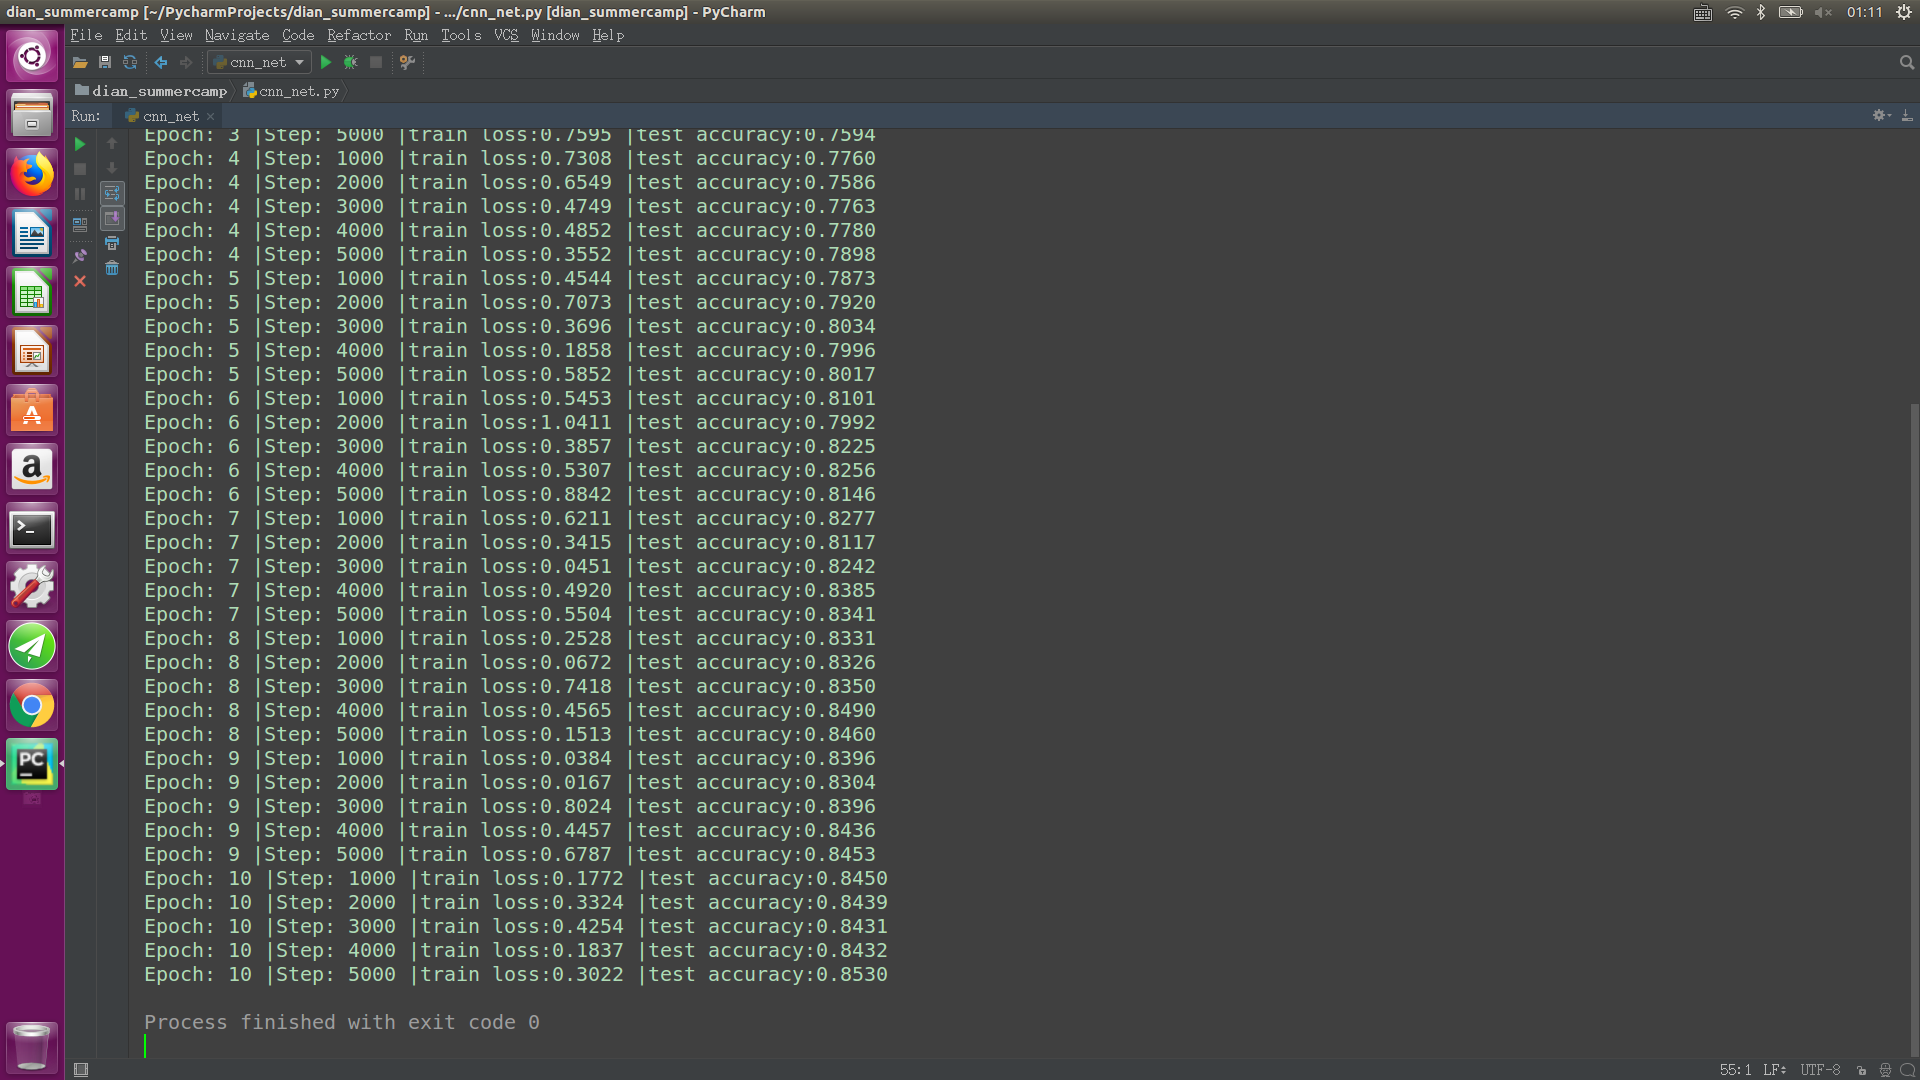 dian_summercamp [~/PycharmProjects/dian_summercamp] - .../cnn_net.py [dian_summercamp] - PyCharm
01:11
File Edit View Navigate Code Refactor Run Tools VCS Window Help
cnn_net
dian_summercamp cnn_net.py
Run: cnn_net
Epoch: 3 |Step: 5000 |train loss:0.7595 |test accuracy:0.7594
Epoch: 4 |Step: 1000 |train loss:0.7308 |test accuracy:0.7760
Epoch: 4 |Step: 2000 |train loss:0.6549 |test accuracy:0.7586
Epoch: 4 |Step: 3000 |train loss:0.4749 |test accuracy:0.7763
Epoch: 4 |Step: 4000 |train loss:0.4852 |test accuracy:0.7780
Epoch: 4 |Step: 5000 |train loss:0.3552 |test accuracy:0.7898
Epoch: 5 |Step: 1000 |train loss:0.4544 |test accuracy:0.7873
Epoch: 5 |Step: 2000 |train loss:0.7073 |test accuracy:0.7920
Epoch: 5 |Step: 3000 |train loss:0.3696 |test accuracy:0.8034
Epoch: 5 |Step: 4000 |train loss:0.1858 |test accuracy:0.7996
Epoch: 5 |Step: 5000 |train loss:0.5852 |test accuracy:0.8017
Epoch: 6 |Step: 1000 |train loss:0.5453 |test accuracy:0.8101
Epoch: 6 |Step: 2000 |train loss:1.0411 |test accuracy:0.7992
Epoch: 6 |Step: 3000 |train loss:0.3857 |test accuracy:0.8225
Epoch: 6 |Step: 4000 |train loss:0.5307 |test accuracy:0.8256
Epoch: 6 |Step: 5000 |train loss:0.8842 |test accuracy:0.8146
Epoch: 7 |Step: 1000 |train loss:0.6211 |test accuracy:0.8277
Epoch: 7 |Step: 2000 |train loss:0.3415 |test accuracy:0.8117
Epoch: 7 |Step: 3000 |train loss:0.0451 |test accuracy:0.8242
Epoch: 7 |Step: 4000 |train loss:0.4920 |test accuracy:0.8385
Epoch: 7 |Step: 5000 |train loss:0.5504 |test accuracy:0.8341
Epoch: 8 |Step: 1000 |train loss:0.2528 |test accuracy:0.8331
Epoch: 8 |Step: 2000 |train loss:0.0672 |test accuracy:0.8326
Epoch: 8 |Step: 3000 |train loss:0.7418 |test accuracy:0.8350
Epoch: 8 |Step: 4000 |train loss:0.4565 |test accuracy:0.8490
Epoch: 8 |Step: 5000 |train loss:0.1513 |test accuracy:0.8460
Epoch: 9 |Step: 1000 |train loss:0.0384 |test accuracy:0.8396
Epoch: 9 |Step: 2000 |train loss:0.0167 |test accuracy:0.8304
Epoch: 9 |Step: 3000 |train loss:0.8024 |test accuracy:0.8396
Epoch: 9 |Step: 4000 |train loss:0.4457 |test accuracy:0.8436
Epoch: 9 |Step: 5000 |train loss:0.6787 |test accuracy:0.8453
Epoch: 10 |Step: 1000 |train loss:0.1772 |test accuracy:0.8450
Epoch: 10 |Step: 2000 |train loss:0.3324 |test accuracy:0.8439
Epoch: 10 |Step: 3000 |train loss:0.4254 |test accuracy:0.8431
Epoch: 10 |Step: 4000 |train loss:0.1837 |test accuracy:0.8432
Epoch: 10 |Step: 5000 |train loss:0.3022 |test accuracy:0.8530
Process finished with exit code 0
PC
55:1 LF UTF-8